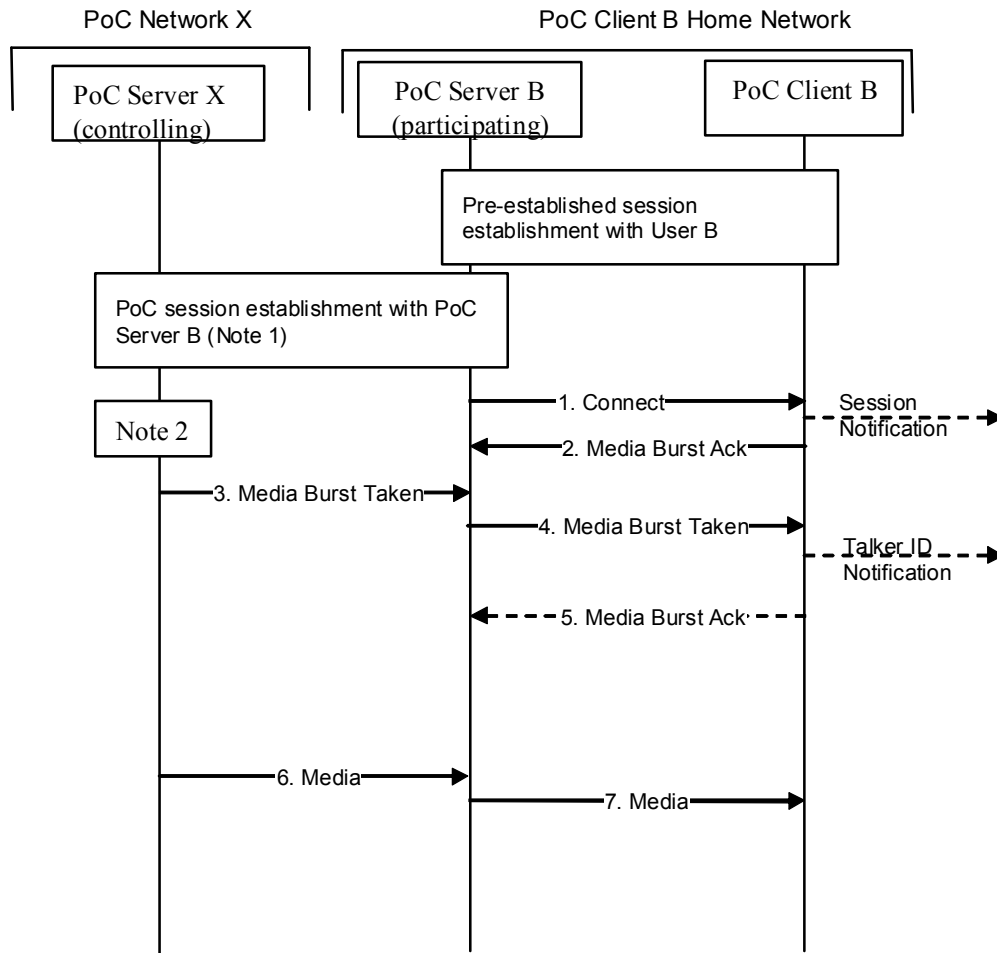 PoC Network X
PoC Client B Home Network
PoC Server X
(controlling)
PoC Server B
(participating)
PoC Client B
Pre-established session
establishment with User B
PoC session establishment with PoC
Server B (Note 1)
1. Connect
Session
Notification
Note 2
2. Media Burst Ack
3. Media Burst Taken
4. Media Burst Taken
Talker ID
Notification
5. Media Burst Ack
6. Media
7. Media